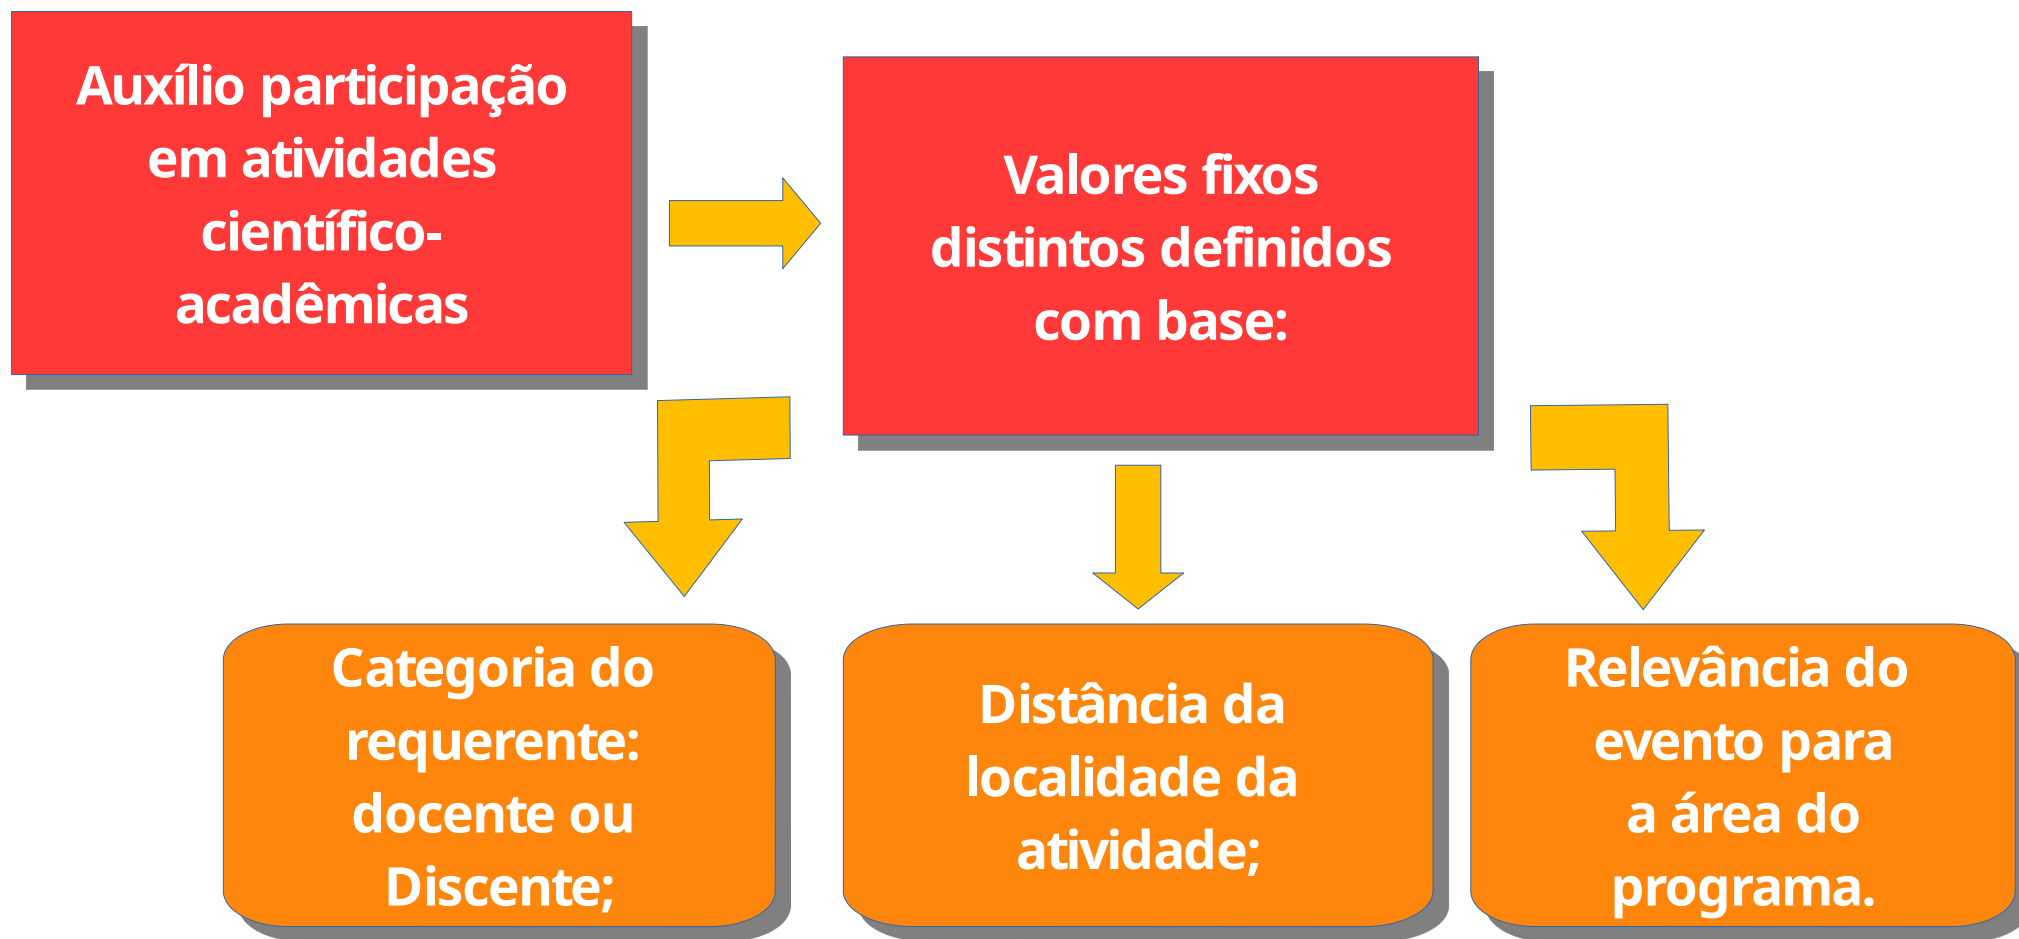 Auxílio participação
em atividades
científico-
acadêmicas
Valores fixos
distintos definidos
com base:
Categoria do
requerente:
docente ou
Discente;
Distância da
localidade da
atividade;
Relevância do
evento para
a área do
programa.